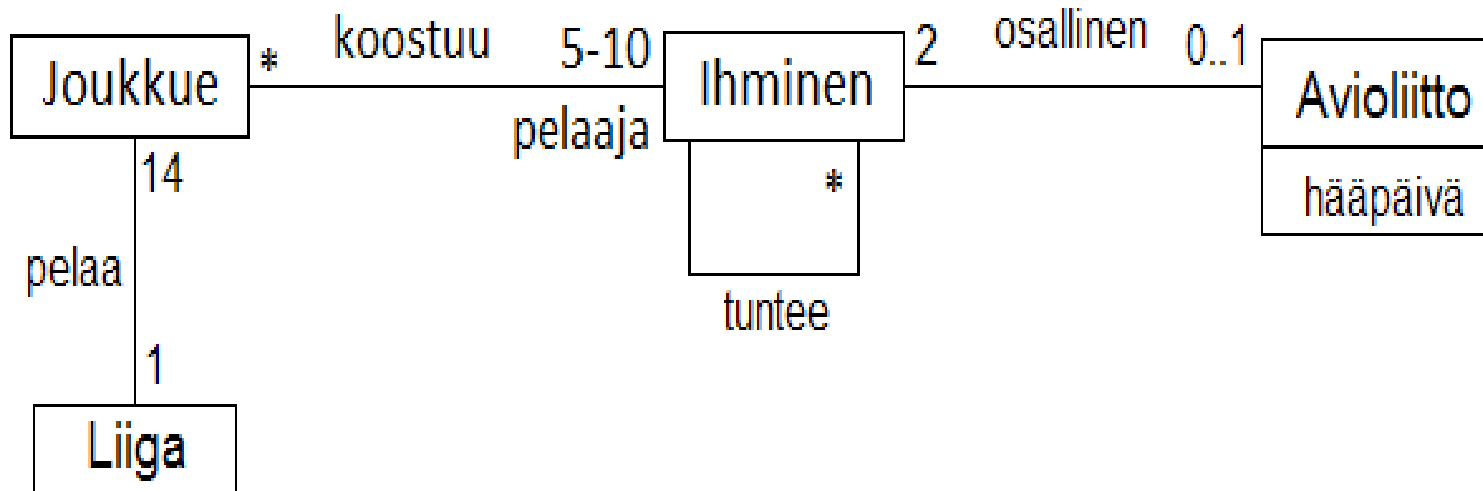 koostuu
osallinen
Joukkue
*
5-10
Ihminen
2
0..1
Avioliitto
pelaaja
14
*
hääpäivä
pelaa
tuntee
1
Liiga